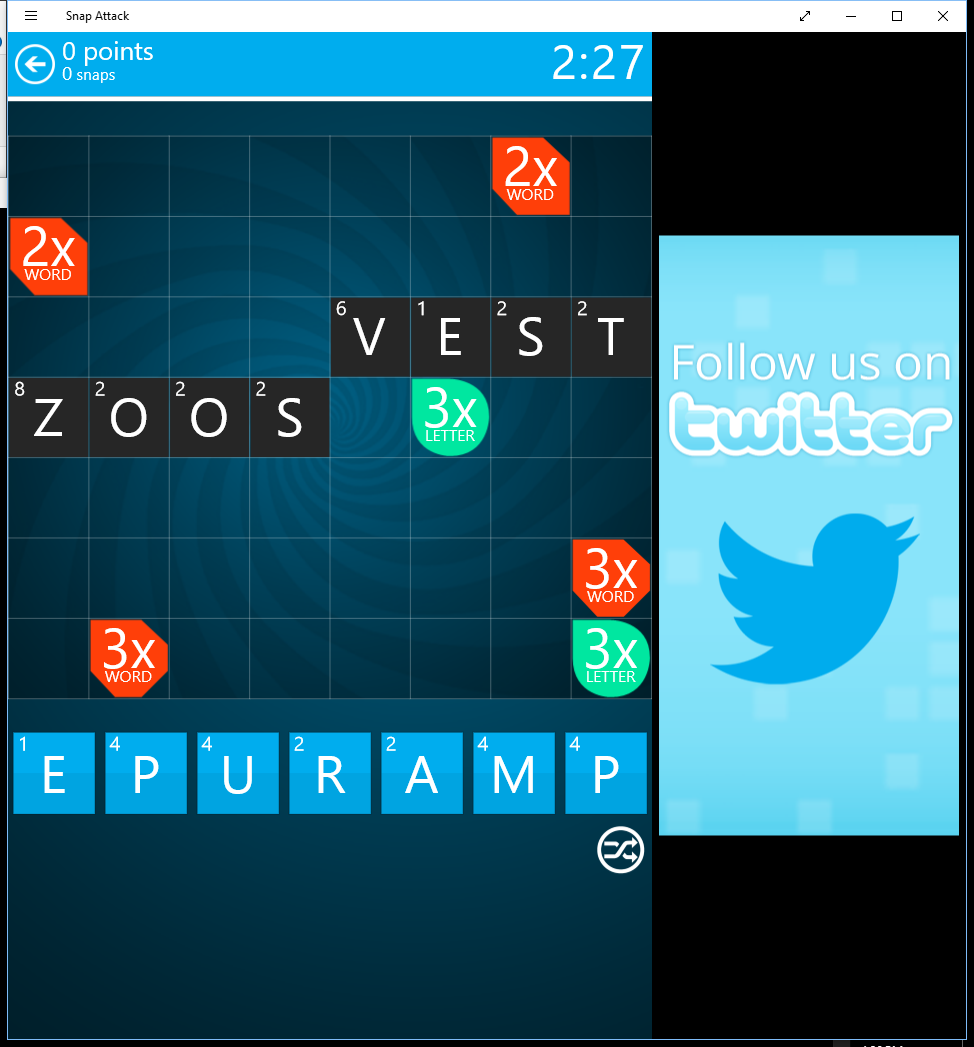 Snap Attack
0 points
0 snaps
2:27
2x
WORD
2x
WORD
6 V 1 E 2 S 2 T
8 Z 2 O 2 O 2 S
3x
LETTER
3x
WORD
3x
WORD
3x
LETTER
1 E 4 P 4 U 2 R 2 A 4 M 4 P
Follow us on
twitter